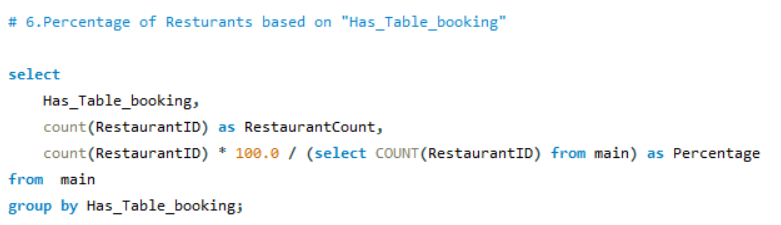 # 6.Percentage of Resturants based on "Has_Table_booking"
select
Has_Table_booking,
count(RestaurantID) as RestaurantCount,
count(RestaurantID) * 100.0 / (select COUNT(RestaurantID) from main) as Percentage
from  main
group by Has_Table_booking;